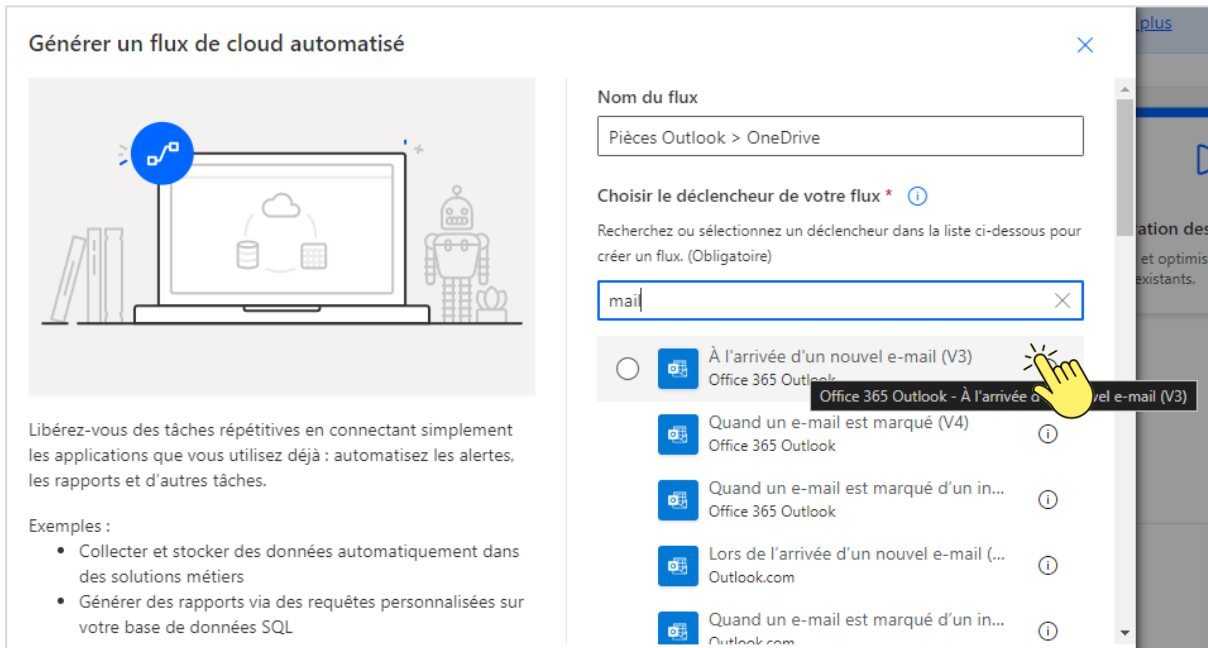 Générer un flux de cloud automatisé
plus
Nom du flux
Pièces Outlook > OneDrive
Choisir le déclencheur de votre flux *
Recherchez ou sélectionnez un déclencheur dans la liste ci-dessous pour
créer un flux. (Obligatoire)
mail
À l'arrivée d'un nouvel e-mail (V3)
Office 365 Outlook
Office 365 Outlook - À l'arrivée d vel e-mail (V3)
Quand un e-mail est marqué (V4)
Office 365 Outlook
Quand un e-mail est marqué d'un in...
Office 365 Outlook
Lors de l'arrivée d'un nouvel e-mail (...
Outlook.com
Quand un e-mail est marqué d'un in...
Outlook.com
Libérez-vous des tâches répétitives en connectant simplement
les applications que vous utilisez déjà : automatisez les alertes,
les rapports et d'autres tâches.
Exemples :
• Collecter et stocker des données automatiquement dans
des solutions métiers
• Générer des rapports via des requêtes personnalisées sur
votre base de données SQL
ation des
et optimis
existants.